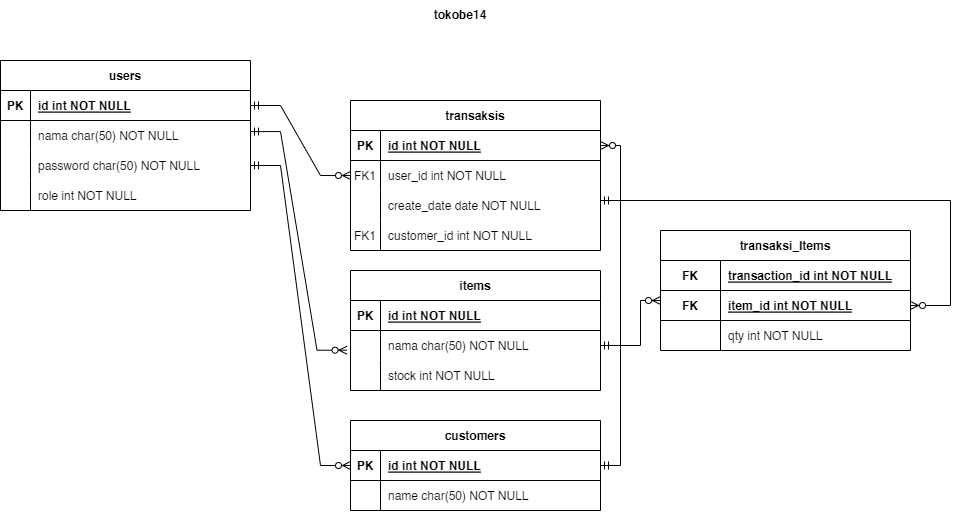 tokobe14
users
PK id int NOT NULL
nama char(50) NOT NULL
password char(50) NOT NULL
role int NOT NULL
transaksis
PK id int NOT NULL
FK1 user_id int NOT NULL
create_date date NOT NULL
FK1 customer_id int NOT NULL
items
PK id int NOT NULL
nama char(50) NOT NULL
stock int NOT NULL
customers
PK id int NOT NULL
name char(50) NOT NULL
transaksi_Items
FK transaction_id int NOT NULL
FK item_id int NOT NULL
qty int NOT NULL